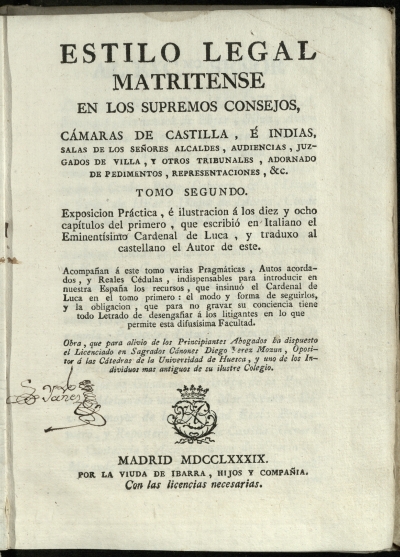 ESTILO LEGAL
MATRITENSE
EN LOS SUPREMOS CONSEJOS,
CÁMARAS DE CASTILLA, É INDIAS,
SALAS DE LOS SEÑORES ALCALDES, AUDIENCIAS, JUZ-
GADOS DE VILLA, Y OTROS TRIBUNALES, ADORNADO
DE PEDIMENTOS, REPRESENTACIONES, &c.
TOMO SEGUNDO.
Exposicion Práctica, é ilustracion á los diez y ocho
capítulos del primero, que escribió en Italiano el
Eminentísimo Cardenal de Luca, y traduxo al
castellano el Autor de este.
Acompañan á este tomo varias Pragmáticas, Autos acorda-
dos, y Reales Cédulas, indispensables para introducir en
nuestra España los recursos, que insinuó el Cardenal de
Luca en el tomo primero: el modo y forma de seguirlos,
y la obligacion, que para no gravar su conciencia tiene
todo Letrado de desengañar á los litigantes en lo que
permite esta difusísima Facultad.
Obra, que para alivio de los Principiantes Abogados ha dispuesto
el Licenciado en Sagrados Cánones Diego Perez Mozun, Oposi-
tor á las Cátedras de la Universidad de Huesca, y uno de los In-
dividuos mas antiguos de su ilustre Colegio.
MADRID MDCCLXXXIX.
POR LA VIUDA DE IBARRA, HIJOS Y COMPAÑIA.
Con las licencias necesarias.